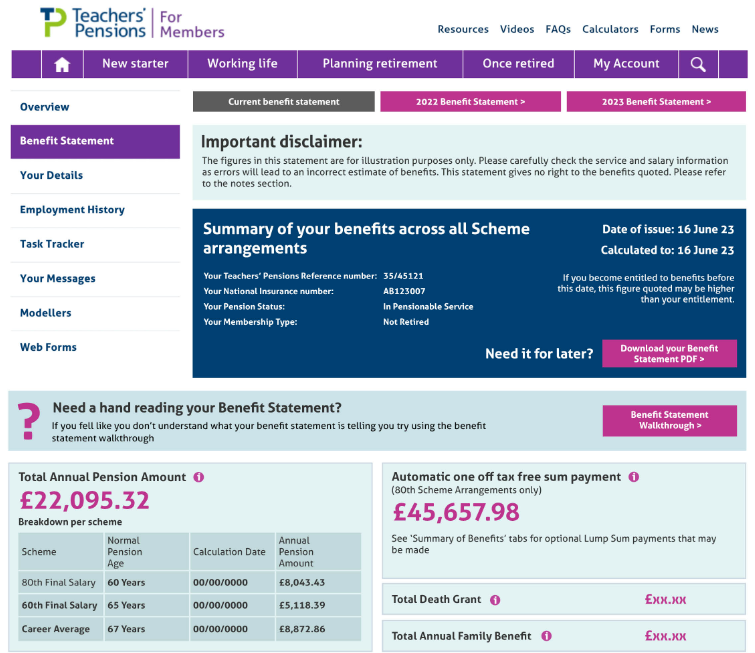 Teachers' Pensions
For Members
Resources Videos FAQs Calculators Forms News
New starter Working life Planning retirement Once retired My Account
Overview
Benefit Statement
Your Details
Employment History
Task Tracker
Your Messages
Modellers
Web Forms
Current benefit statement
2022 Benefit Statement >
2023 Benefit Statement >
Important disclaimer:
The figures in this statement are for illustration purposes only. Please carefully check the service and salary information
as errors will lead to an incorrect estimate of benefits. This statement gives no right to the benefits quoted. Please refer
to the notes section.
Summary of your benefits across all Scheme
arrangements
Your Teachers' Pensions Reference number: 35/45121
Your National Insurance number: AB123007
Your Pension Status: In Pensionable Service
Your Membership Type: Not Retired
Date of issue: 16 June 23
Calculated to: 16 June 23
If you become entitled to benefits before
this date, this figure quoted may be higher
than your entitlement.
Need it for later?
Download your Benefit
Statement PDF >
?
Need a hand reading your Benefit Statement?
If you fell like you don't understand what your benefit statement is telling you try using the benefit
statement walkthrough
Benefit Statement
Walkthrough >
Total Annual Pension Amount i
£22,095.32
Breakdown per scheme
Scheme Normal Pension Age Calculation Date Annual Pension Amount
80th Final Salary 60 Years 00/00/0000 £8,043.43
60th Final Salary 65 Years 00/00/0000 £5,118.39
Career Average 67 Years 00/00/0000 £8,872.86
Automatic one off tax free sum payment i
(80th Scheme Arrangements only)
£45,657.98
See 'Summary of Benefits' tabs for optional Lump Sum payments that may
be made
Total Death Grant i £xx.xx
Total Annual Family Benefit i £xx.xx